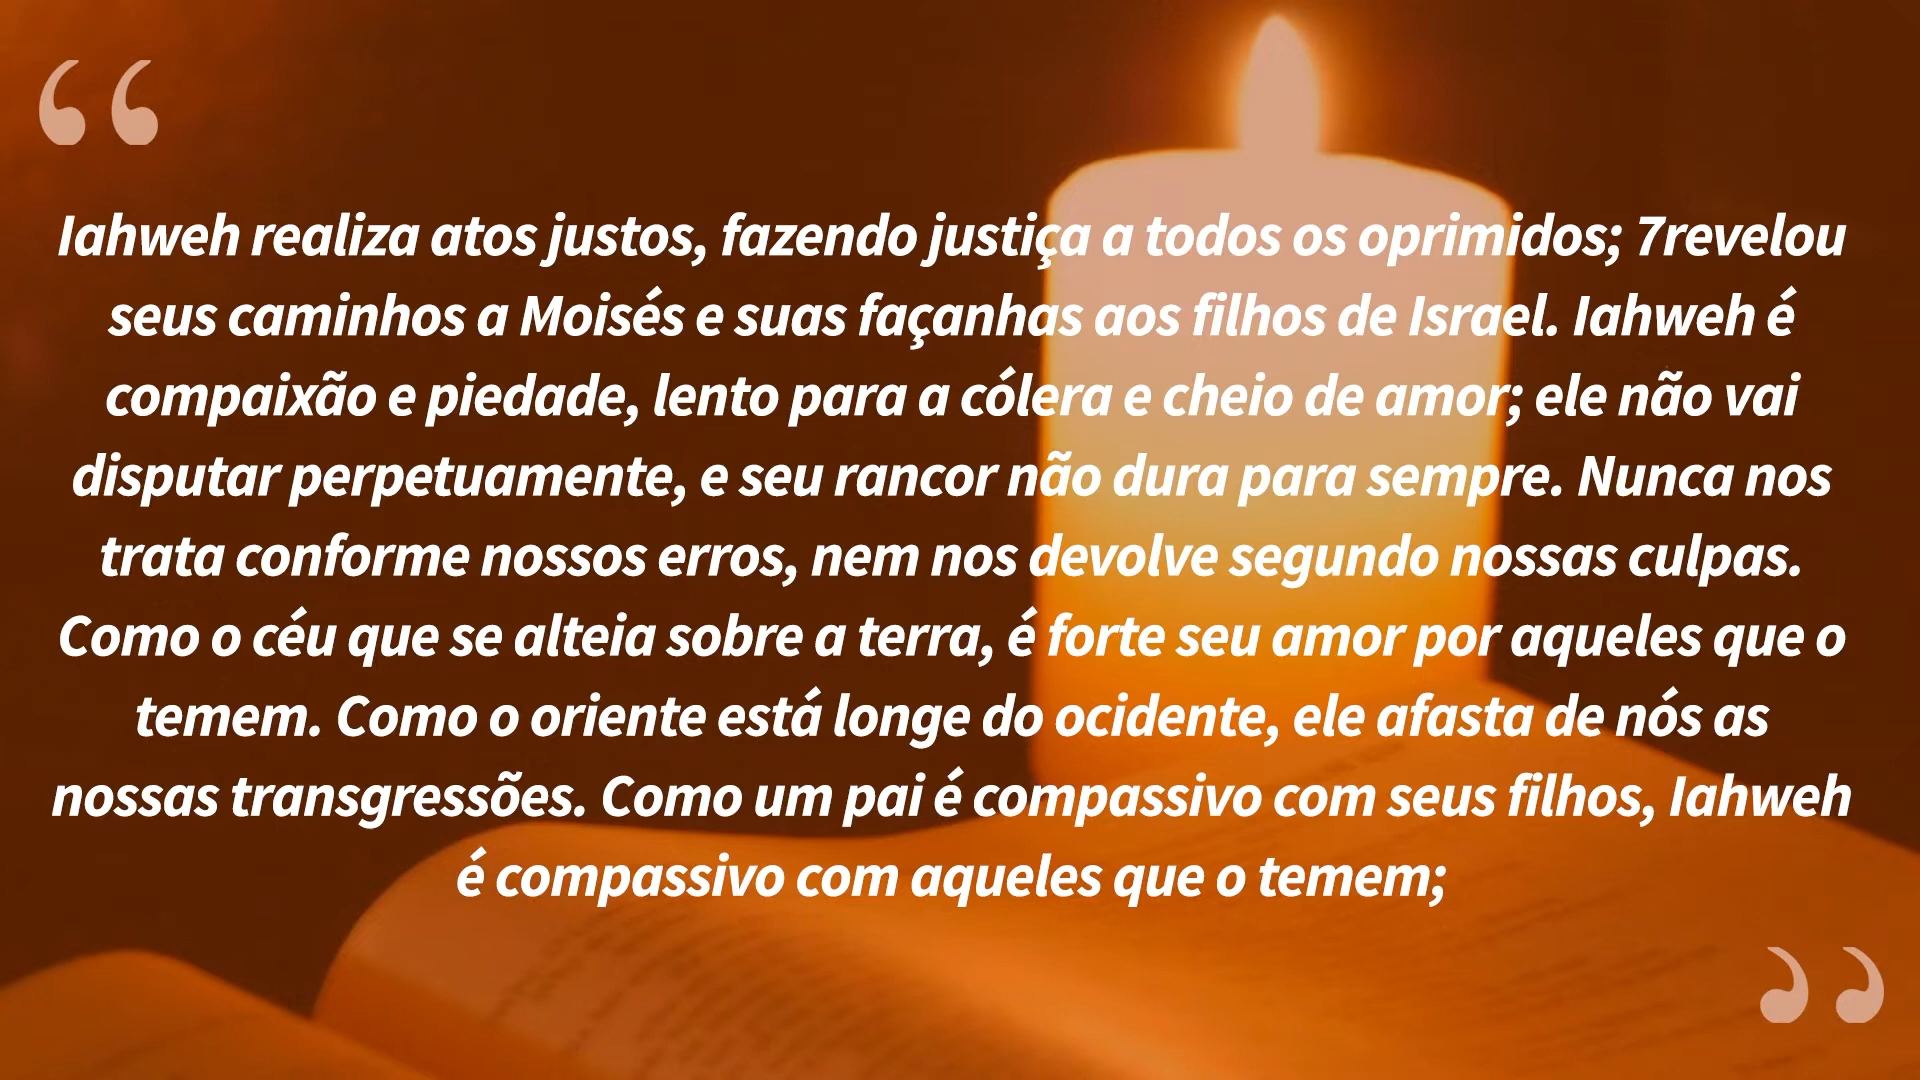 “
Iahweh realiza atos justos, fazendo justiça a todos os oprimidos; 7revelou
seus caminhos a Moisés e suas façanhas aos filhos de Israel. Iahweh é
compaixão e piedade, lento para a cólera e cheio de amor; ele não vai
disputar perpetuamente, e seu rancor não dura para sempre. Nunca nos
trata conforme nossos erros, nem nos devolve segundo nossas culpas.
Como o céu que se alteia sobre a terra, é forte seu amor por aqueles que o
temem. Como o oriente está longe do ocidente, ele afasta de nós as
nossas transgressões. Como um pai é compassivo com seus filhos, Iahweh
é compassivo com aqueles que o temem;
”